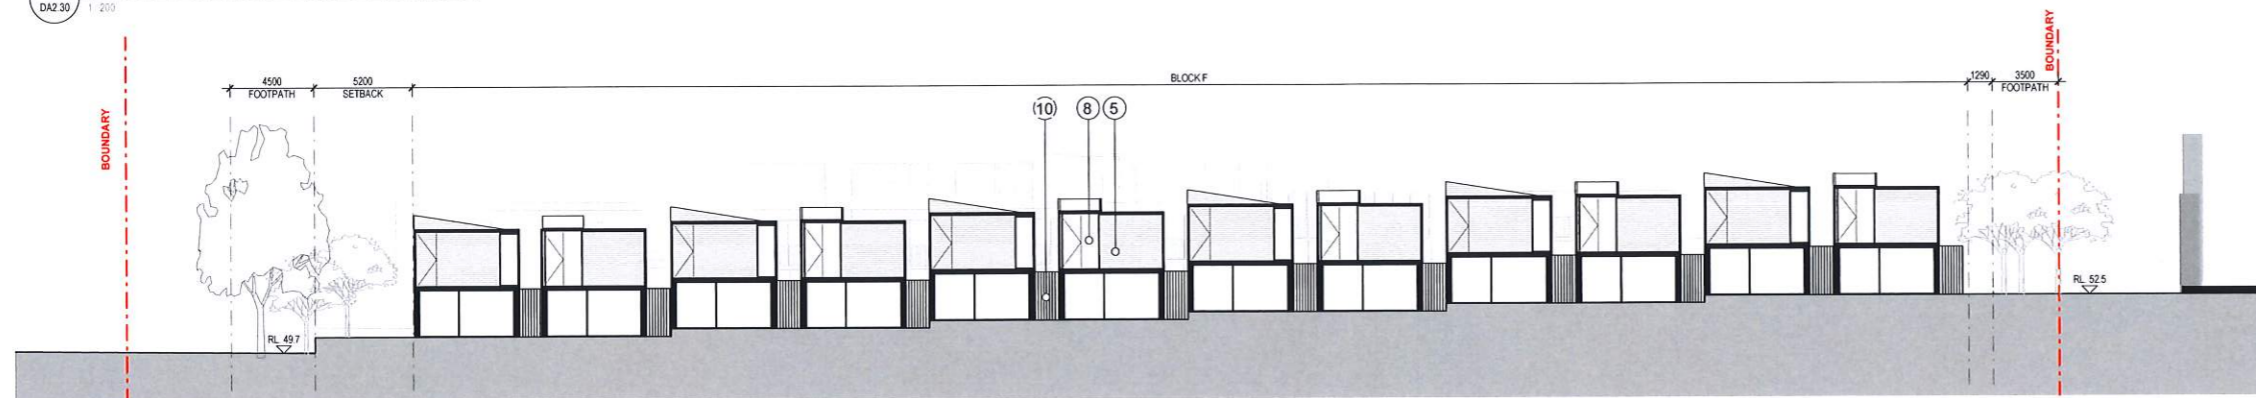 DA2.30
1 : 200
BOUNDARY
4500
FOOTPATH
5200
SETBACK
BLOCK F
1290
3500
FOOTPATH
BOUNDARY
(10)
8
5
RL 49.7
RL 52.5